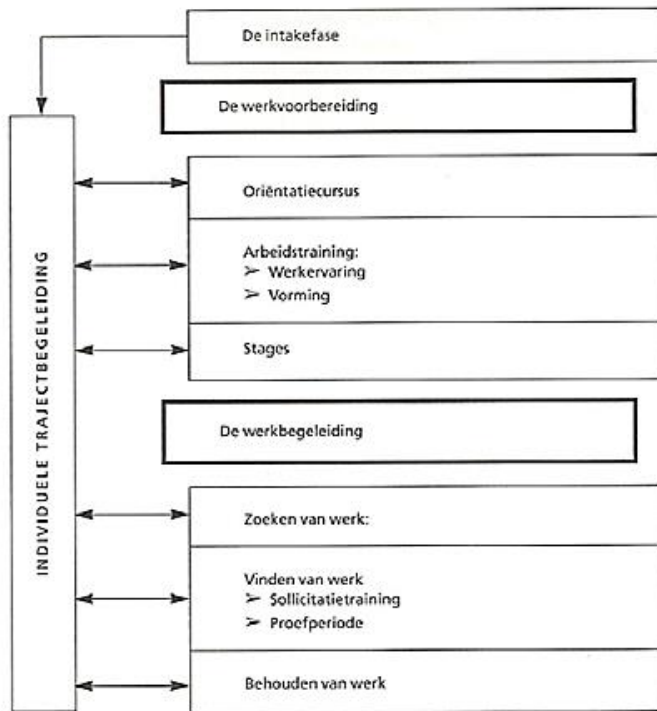 De intakefase
De werkvoorbereiding
INDIVIDUELE TRAJECTBEGELEIDING
Oriëntatiecursus
Arbeidstraining:
➢ Werkervaring
➢ Vorming
Stages
De werkbegeleiding
Zoeken van werk:
Vinden van werk
➢ Sollicitatietraining
➢ Proefperiode
Behouden van werk